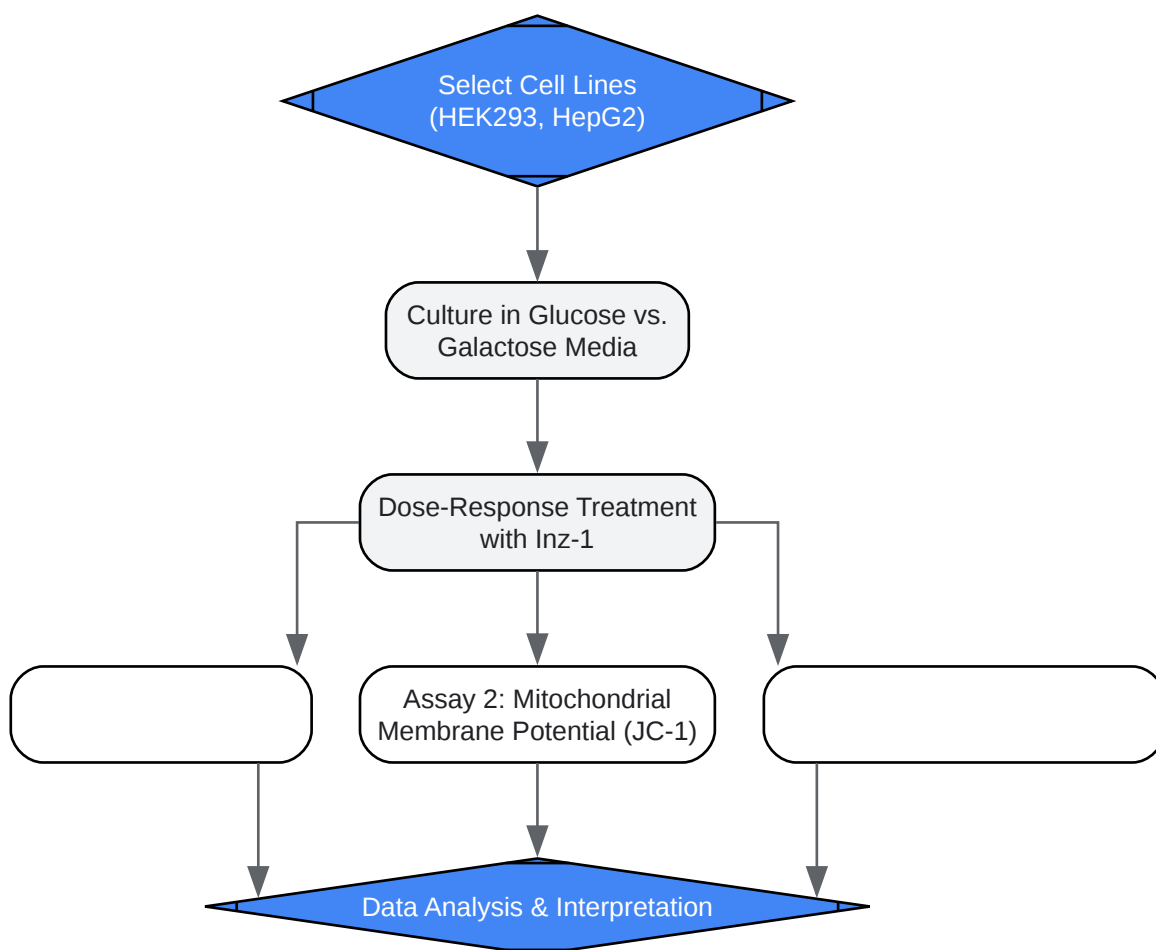 Select Cell Lines
(HEK293, HepG2)
Culture in Glucose vs.
Galactose Media
Dose-Response Treatment
with Inz-1
Assay 2: Mitochondrial
Membrane Potential (JC-1)
Data Analysis & Interpretation